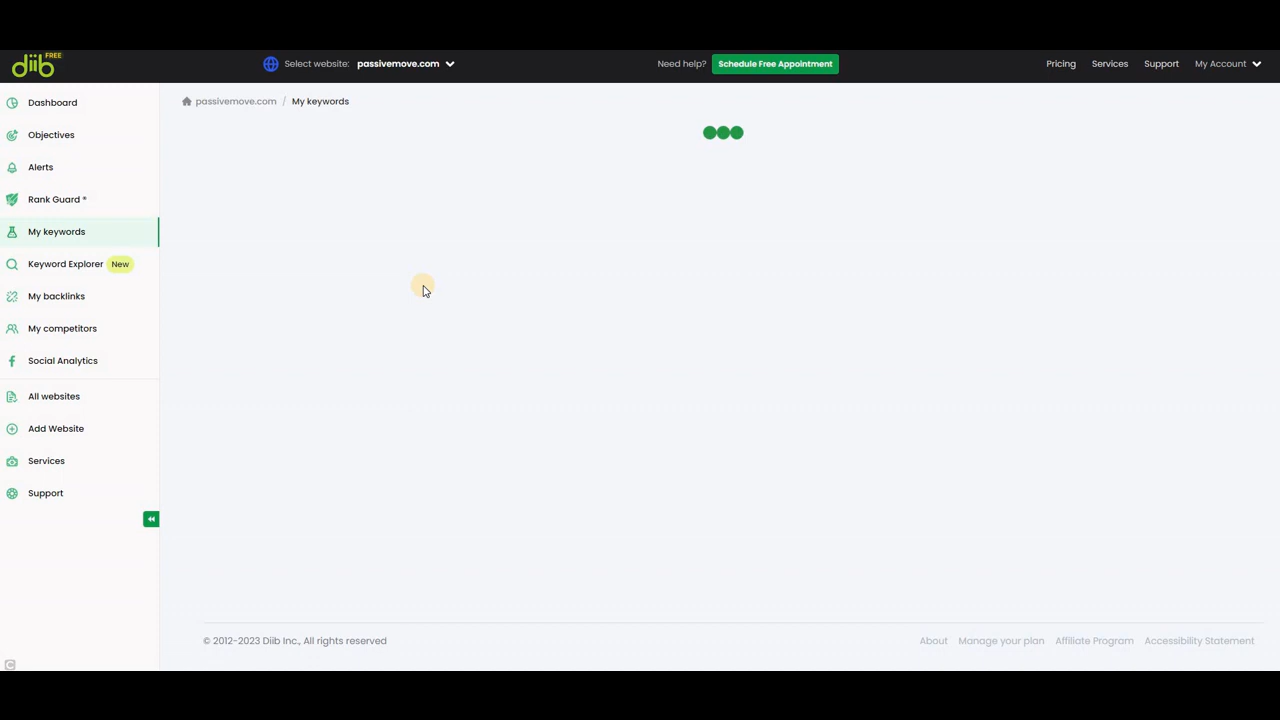 diib FREE
Select website: passivemove.com
Need help? Schedule Free Appointment
Pricing Services Support My Account
Dashboard
Objectives
Alerts
Rank Guard ®
My keywords
Keyword Explorer New
My backlinks
My competitors
Social Analytics
All websites
Add Website
Services
Support
passivemove.com / My keywords
© 2012-2023 Diib Inc., All rights reserved
About Manage your plan Affiliate Program Accessibility Statement